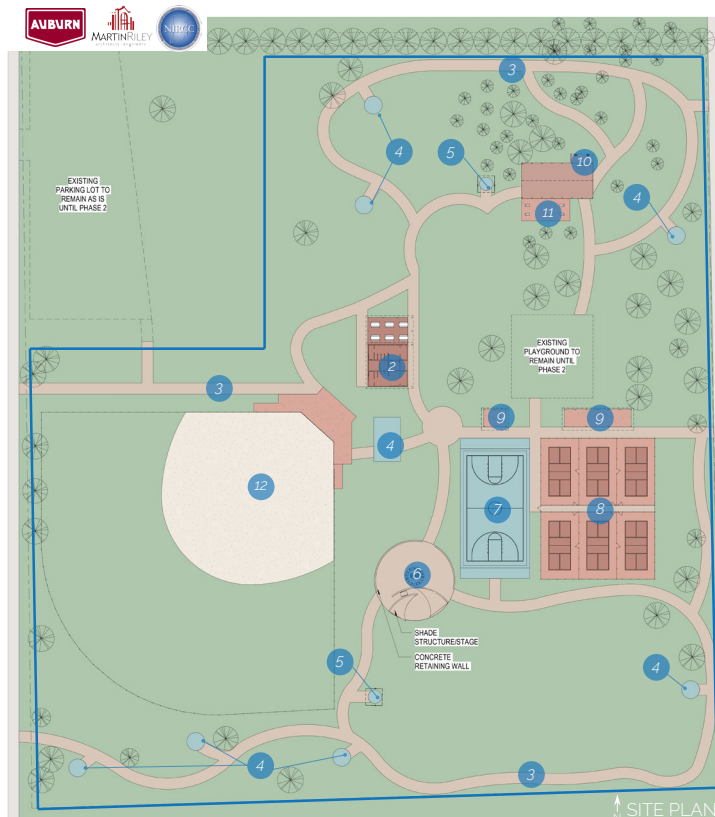 AUBURN
MARTINRILEY
architects • engineers
NIRCC
3
4
5
10
11
4
EXISTING
PARKING LOT TO
REMAIN AS IS
UNTIL PHASE 2
EXISTING
PLAYGROUND TO
REMAIN UNTIL
PHASE 2
2
3
9
9
4
12
7
8
6
SHADE
STRUCTURE/STAGE
CONCRETE
RETAINING WALL
5
4
4
3
N
SITE PLAN